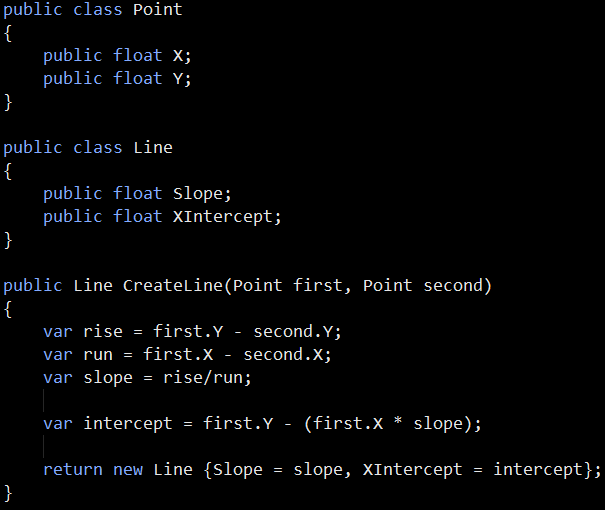 public class Point
{
    public float X;
    public float Y;
}

public class Line
{
    public float Slope;
    public float XIntercept;
}

public Line CreateLine(Point first, Point second)
{
    var rise = first.Y - second.Y;
    var run = first.X - second.X;
    var slope = rise/run;

    var intercept = first.Y - (first.X * slope);

    return new Line {Slope = slope, XIntercept = intercept};
}